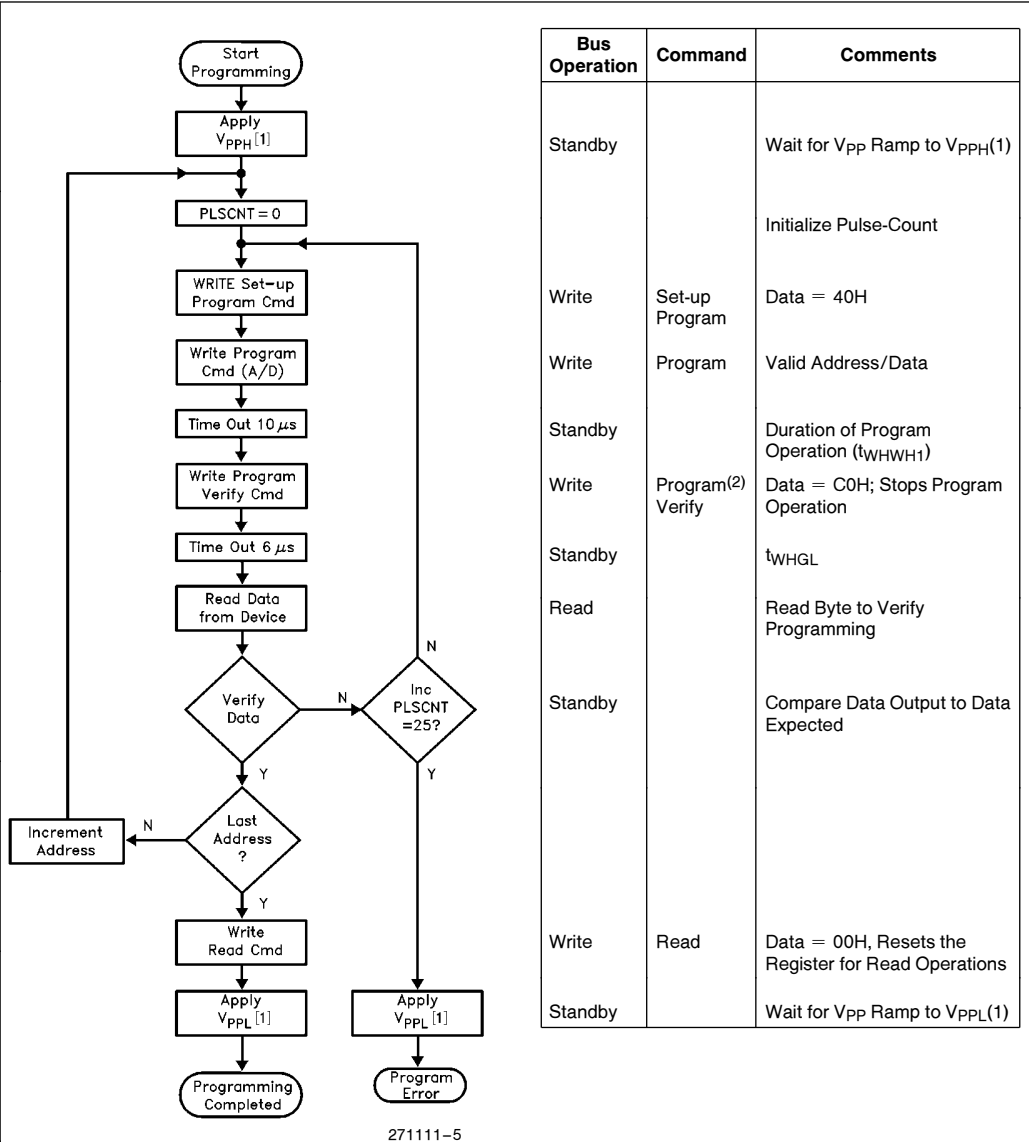 Start
Programming
Apply
VPPH[1]
PLSCNT = 0
WRITE Set-up
Program Cmd
Write Program
Cmd (A/D)
Time Out 10 μs
Write Program
Verify Cmd
Time Out 6 μs
Read Data
from Device
Verify
Data
N
Y
Inc
PLSCNT
=25?
N
Y
Last
Address
?
N
Y
Increment
Address
Write
Read Cmd
Apply
VPPL[1]
Programming
Completed
Apply
VPPL[1]
Program
Error
271111–5
Bus
Operation
Command
Comments
Standby
Wait for VPP Ramp to VPPH(1)
Initialize Pulse-Count
Write
Set-up
Program
Data = 40H
Write
Program
Valid Address/Data
Standby
Duration of Program
Operation (tWHWH1)
Write
Program(2)
Verify
Data = C0H; Stops Program
Operation
Standby
tWHGL
Read
Read Byte to Verify
Programming
Standby
Compare Data Output to Data
Expected
Write
Read
Data = 00H, Resets the
Register for Read Operations
Standby
Wait for VPP Ramp to VPPL(1)